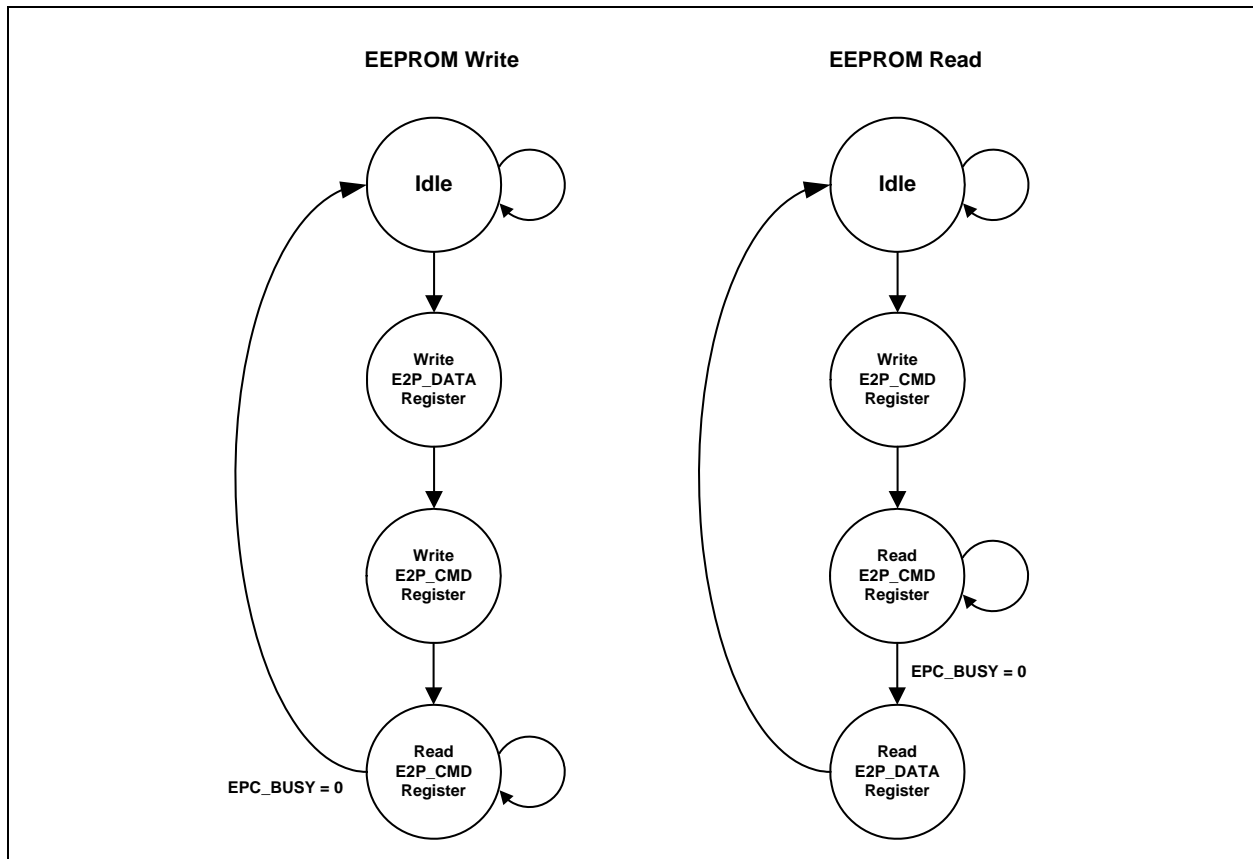 EEPROM Write
Idle
Write
E2P_DATA
Register
Write
E2P_CMD
Register
Read
E2P_CMD
Register
EPC_BUSY = 0
EEPROM Read
Idle
Write
E2P_CMD
Register
Read
E2P_CMD
Register
EPC_BUSY = 0
Read
E2P_DATA
Register